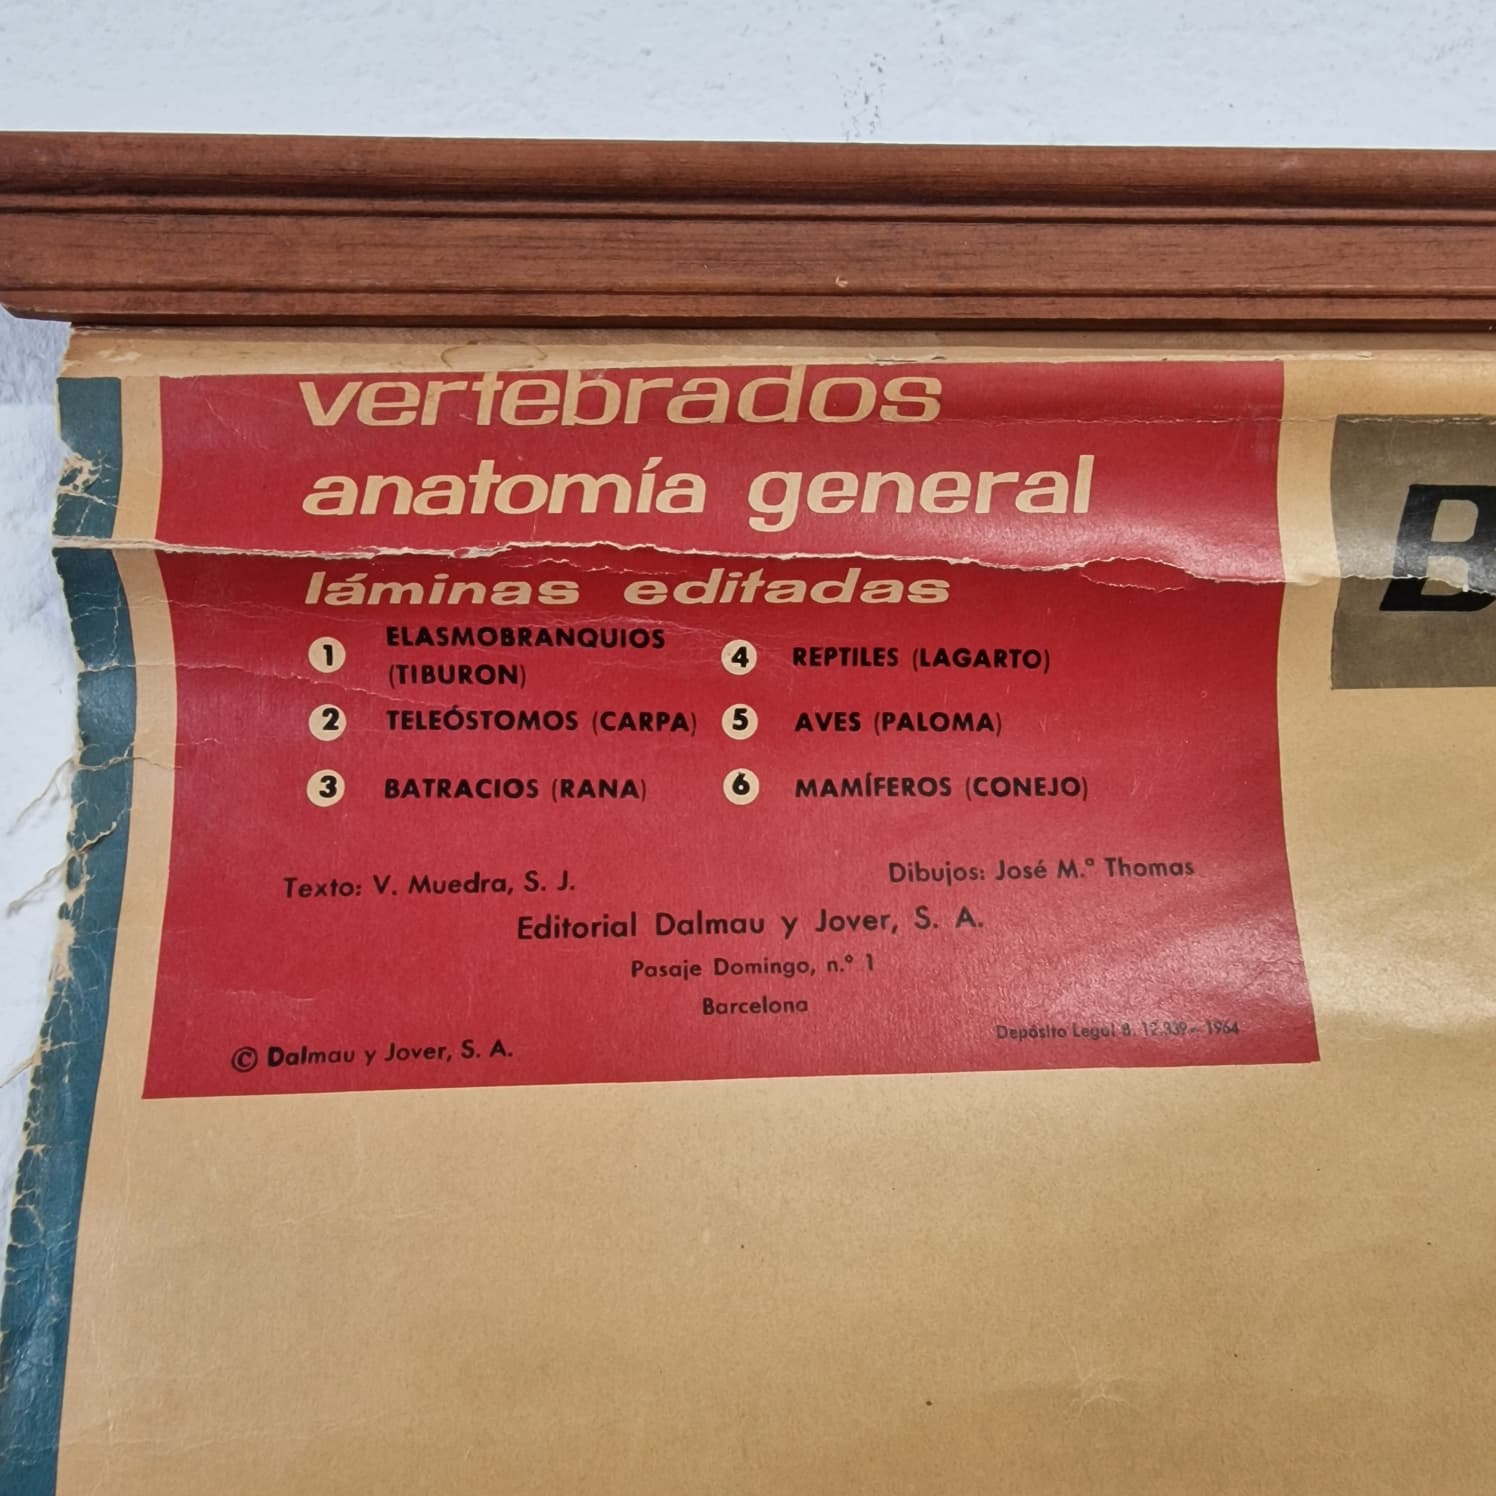 vertebrados
anatomía general
láminas editadas
1 ELASMOBRANQUIOS (TIBURON)
2 TELEÓSTOMOS (CARPA)
3 BATRACIOS (RANA)
4 REPTILES (LAGARTO)
5 AVES (PALOMA)
6 MAMÍFEROS (CONEJO)
Texto: V. Muedra, S. J.
Dibujos: José M.ª Thomas
Editorial Dalmau y Jover, S. A.
Pasaje Domingo, n.º 1
Barcelona
Depósito Legal B. 12.339 - 1964
© Dalmau y Jover, S. A.
B